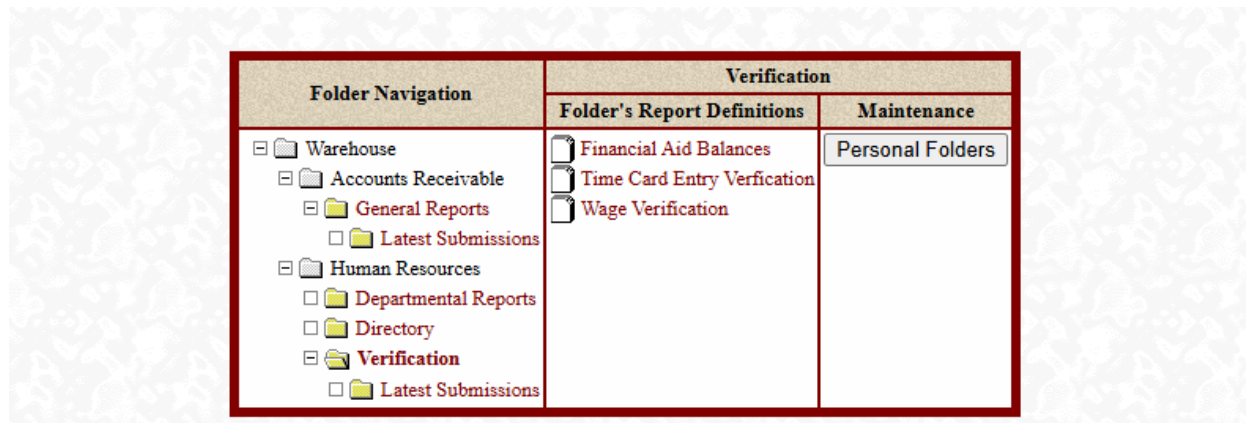 Folder Navigation
Verification
Folder's Report Definitions
Maintenance
Warehouse
Accounts Receivable
General Reports
Latest Submissions
Human Resources
Departmental Reports
Directory
Verification
Latest Submissions
Financial Aid Balances
Time Card Entry Verfication
Wage Verification
Personal Folders